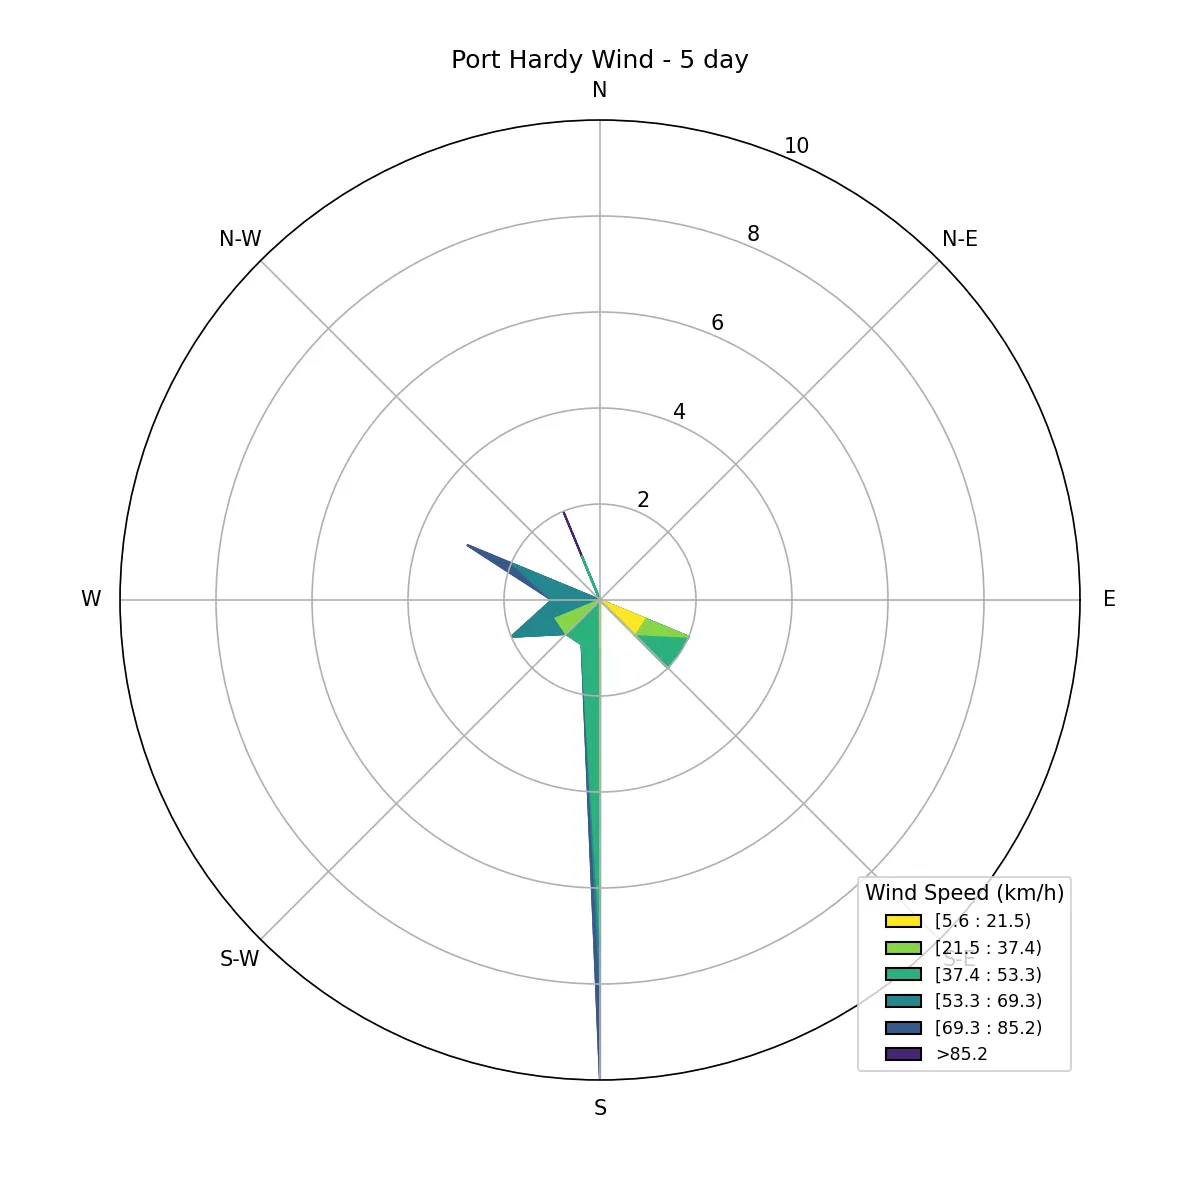 Port Hardy Wind - 5 day
N
10
N-W
8
N-E
6
4
2
W
E
Wind Speed (km/h)
[5.6 : 21.5)
[21.5 : 37.4)
S-W
S-E
[37.4 : 53.3)
[53.3 : 69.3)
[69.3 : 85.2)
>85.2
S